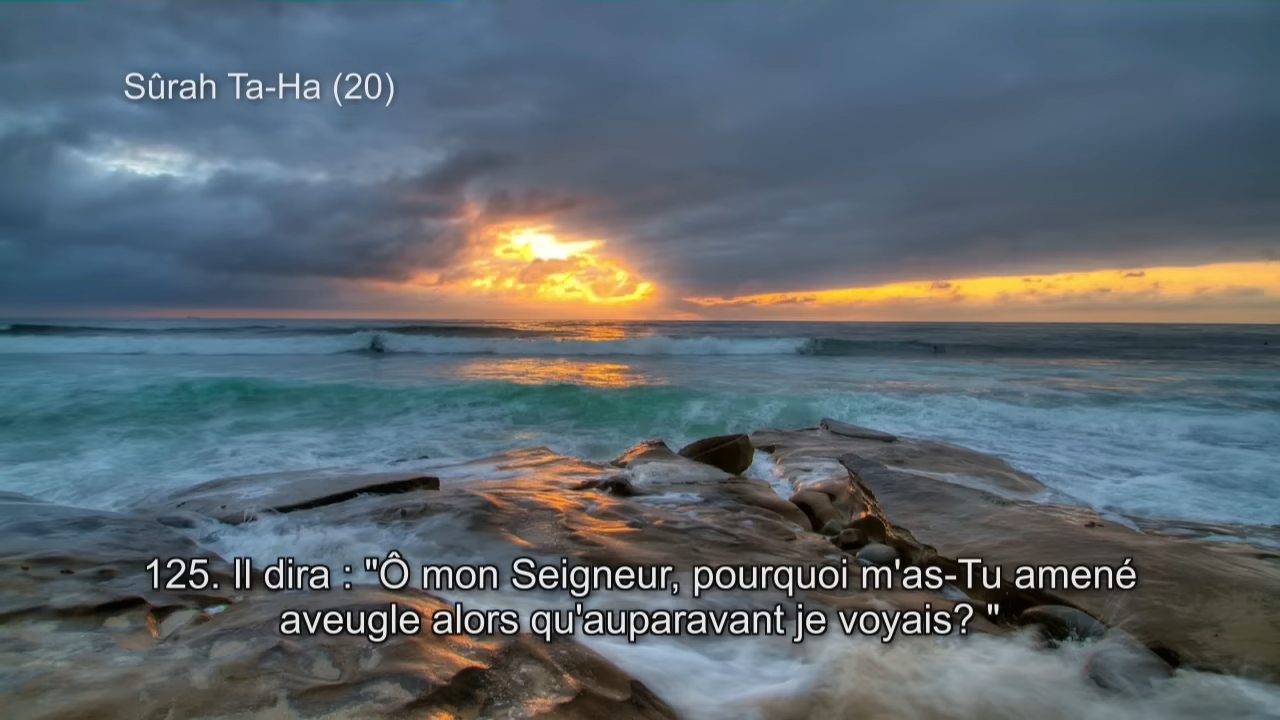 Sûrah Ta-Ha (20)
125. Il dira : "Ô mon Seigneur, pourquoi m'as-Tu amené
aveugle alors qu'auparavant je voyais? "